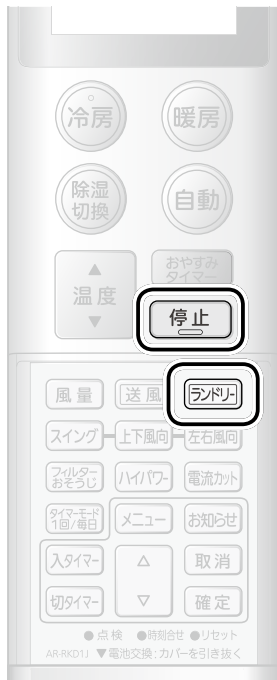 冷房
暖房
除湿
切換
自動
おやすみ
タイマー
▲
温度
▼
停止
風量
送風
ランドリー
スイング
上下風向
左右風向
フィルター
おそうじ
ハイパワー
電流カット
タイマーモード
1回/毎日
メニュー
お知らせ
入タイマー
△
取消
切タイマー
▽
確定
●点検 ●時刻合せ ●リセット
AR-RKD1J ▼電池交換:カバーを引き抜く